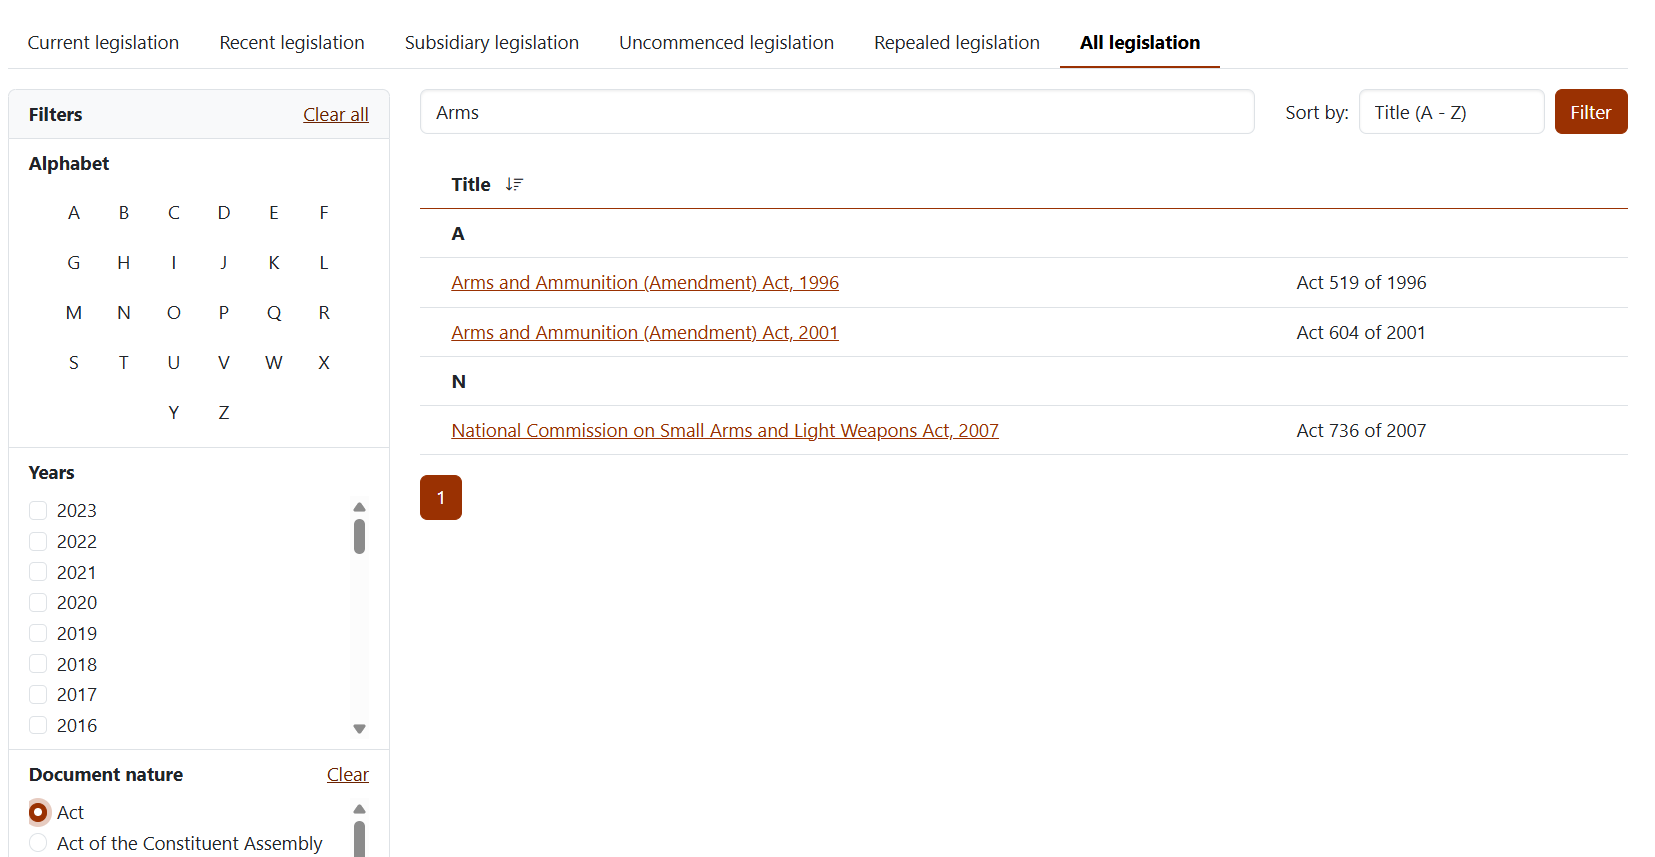 Current legislation Recent legislation Subsidiary legislation Uncommenced legislation Repealed legislation All legislation
Filters Clear all
Arms Sort by: Title (A - Z) Filter
Alphabet
A B C D E F
G H I J K L
M N O P Q R
S T U V W X
Y Z
Years
2023
2022
2021
2020
2019
2018
2017
2016
Document nature Clear
Act
Act of the Constituent Assembly
Title
A
Arms and Ammunition (Amendment) Act, 1996 Act 519 of 1996
Arms and Ammunition (Amendment) Act, 2001 Act 604 of 2001
N
National Commission on Small Arms and Light Weapons Act, 2007 Act 736 of 2007
1